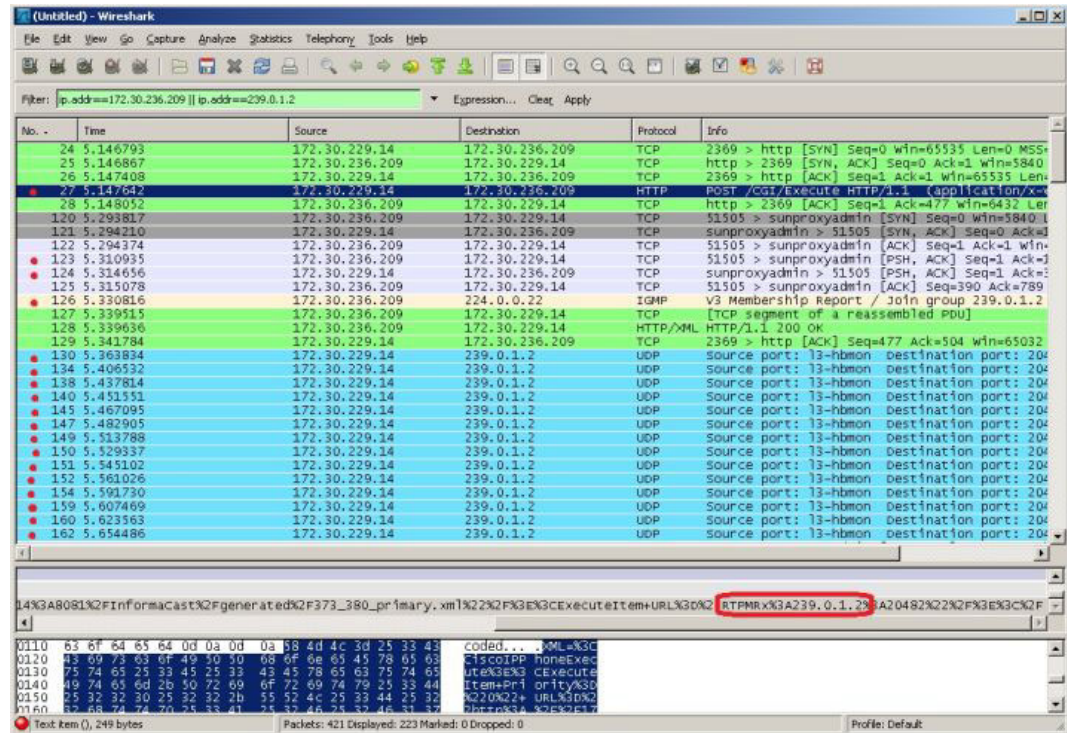 (Untitled) - Wireshark
File Edit View Go Capture Analyze Statistics Telephony Tools Help
Filter: ip.addr==172.30.236.209 || ip.addr==239.0.1.2 Expression... Clear Apply
No. - Time Source Destination Protocol Info
24 5.146793 172.30.229.14 172.30.236.209 TCP 2369 > http [SYN] Seq=0 Win=65535 Len=0 MSS=
25 5.146867 172.30.236.209 172.30.229.14 TCP http > 2369 [SYN, ACK] Seq=0 Ack=1 Win=5840
26 5.147408 172.30.229.14 172.30.236.209 TCP 2369 > http [ACK] Seq=1 Ack=1 Win=65535 Len=
27 5.147642 172.30.229.14 172.30.236.209 HTTP POST /CGI/Execute HTTP/1.1 (application/x-w
28 5.148052 172.30.236.209 172.30.229.14 TCP http > 2369 [ACK] Seq=1 Ack=477 Win=6432 Len
120 5.293817 172.30.236.209 172.30.229.14 TCP 51505 > sunproxyadmin [SYN] Seq=0 Win=5840 L
121 5.294210 172.30.229.14 172.30.236.209 TCP sunproxyadmin > 51505 [SYN, ACK] Seq=0 Ack=1
122 5.294374 172.30.236.209 172.30.229.14 TCP 51505 > sunproxyadmin [ACK] Seq=1 Ack=1 Win=
123 5.310935 172.30.236.209 172.30.229.14 TCP 51505 > sunproxyadmin [PSH, ACK] Seq=1 Ack=1
124 5.314656 172.30.229.14 172.30.236.209 TCP sunproxyadmin > 51505 [PSH, ACK] Seq=1 Ack=3
125 5.315078 172.30.236.209 172.30.229.14 TCP 51505 > sunproxyadmin [ACK] Seq=390 Ack=789
126 5.330816 172.30.236.209 224.0.0.22 IGMP V3 Membership Report / Join group 239.0.1.2
127 5.339515 172.30.236.209 172.30.229.14 TCP [TCP segment of a reassembled PDU]
128 5.339636 172.30.236.209 172.30.229.14 HTTP/XML HTTP/1.1 200 OK
129 5.341784 172.30.229.14 172.30.236.209 TCP 2369 > http [ACK] Seq=477 Ack=504 Win=65032
130 5.363834 172.30.229.14 239.0.1.2 UDP Source port: l3-hbmon Destination port: 204
134 5.406532 172.30.229.14 239.0.1.2 UDP Source port: l3-hbmon Destination port: 204
138 5.437814 172.30.229.14 239.0.1.2 UDP Source port: l3-hbmon Destination port: 204
140 5.451551 172.30.229.14 239.0.1.2 UDP Source port: l3-hbmon Destination port: 204
145 5.467095 172.30.229.14 239.0.1.2 UDP Source port: l3-hbmon Destination port: 204
147 5.482905 172.30.229.14 239.0.1.2 UDP Source port: l3-hbmon Destination port: 204
149 5.513788 172.30.229.14 239.0.1.2 UDP Source port: l3-hbmon Destination port: 204
150 5.529337 172.30.229.14 239.0.1.2 UDP Source port: l3-hbmon Destination port: 204
151 5.545102 172.30.229.14 239.0.1.2 UDP Source port: l3-hbmon Destination port: 204
152 5.561026 172.30.229.14 239.0.1.2 UDP Source port: l3-hbmon Destination port: 204
154 5.591730 172.30.229.14 239.0.1.2 UDP Source port: l3-hbmon Destination port: 204
159 5.607469 172.30.229.14 239.0.1.2 UDP Source port: l3-hbmon Destination port: 204
160 5.623563 172.30.229.14 239.0.1.2 UDP Source port: l3-hbmon Destination port: 204
162 5.654486 172.30.229.14 239.0.1.2 UDP Source port: l3-hbmon Destination port: 204
14%3A8081%2FInformaCast%2Fgenerated%2F373_380_primary.xml%22%2F%3E%3CExecuteItem+URL%3D%2 RTPMRx%3A239.0.1.2%3A20482%22%2F%3E%3C%2F
0110 63 6f 64 65 64 0d 0a 0d 0a 58 4d 4c 3d 25 33 43 coded... .XML=%3C
0120 43 69 73 63 6f 49 50 50 68 6f 6e 65 45 78 65 63 CiscoIPP honeExec
0130 75 74 65 25 33 45 25 33 43 45 78 65 63 75 74 65 ute%3E%3 CExecute
0140 49 74 65 6d 2b 50 72 69 6f 72 69 74 79 25 33 44 Item+Pri ority%3D
0150 25 32 32 30 25 32 32 2b 55 52 4c 25 33 44 25 32 %220%22+ URL%3D%2
0160 32 68 74 74 70 25 33 41 25 32 46 25 32 46 31 37 2http%3A %2F%2F17
Text item (), 249 bytes Packets: 421 Displayed: 223 Marked: 0 Dropped: 0 Profile: Default